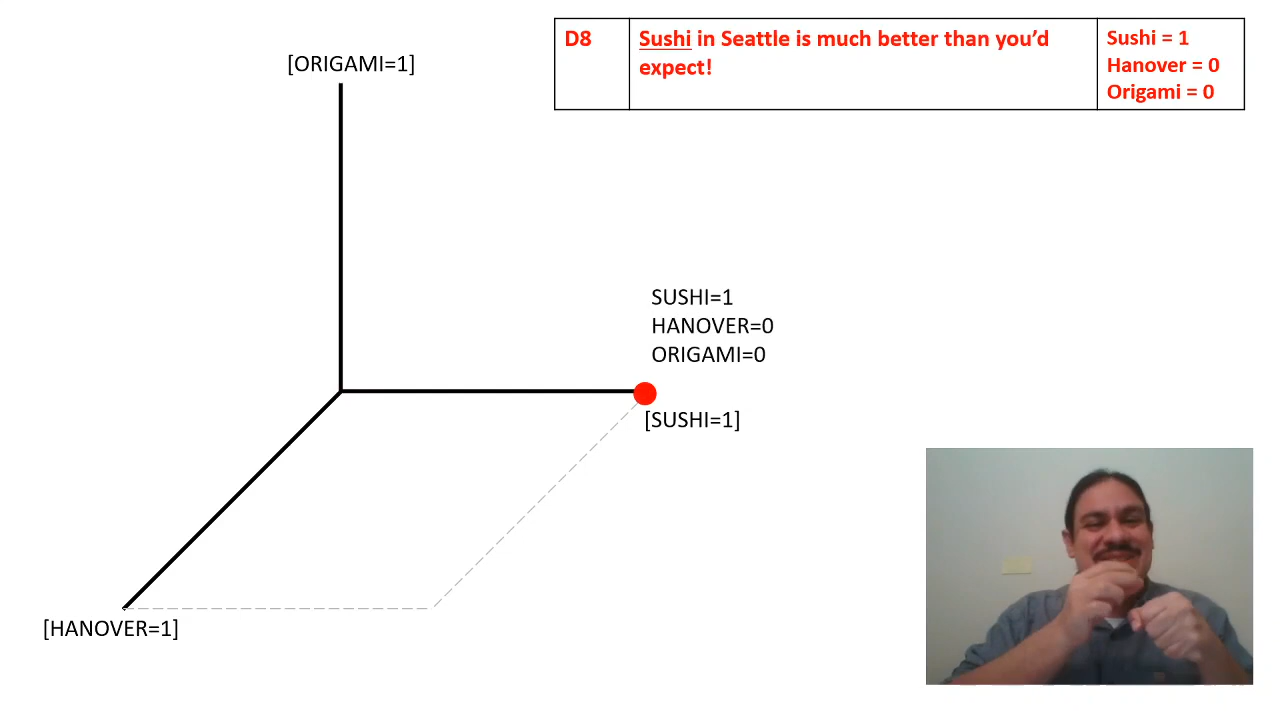 [ORIGAMI=1]
D8
Sushi in Seattle is much better than you’d
expect!
Sushi = 1
Hanover = 0
Origami = 0
SUSHI=1
HANOVER=0
ORIGAMI=0
[SUSHI=1]
[HANOVER=1]